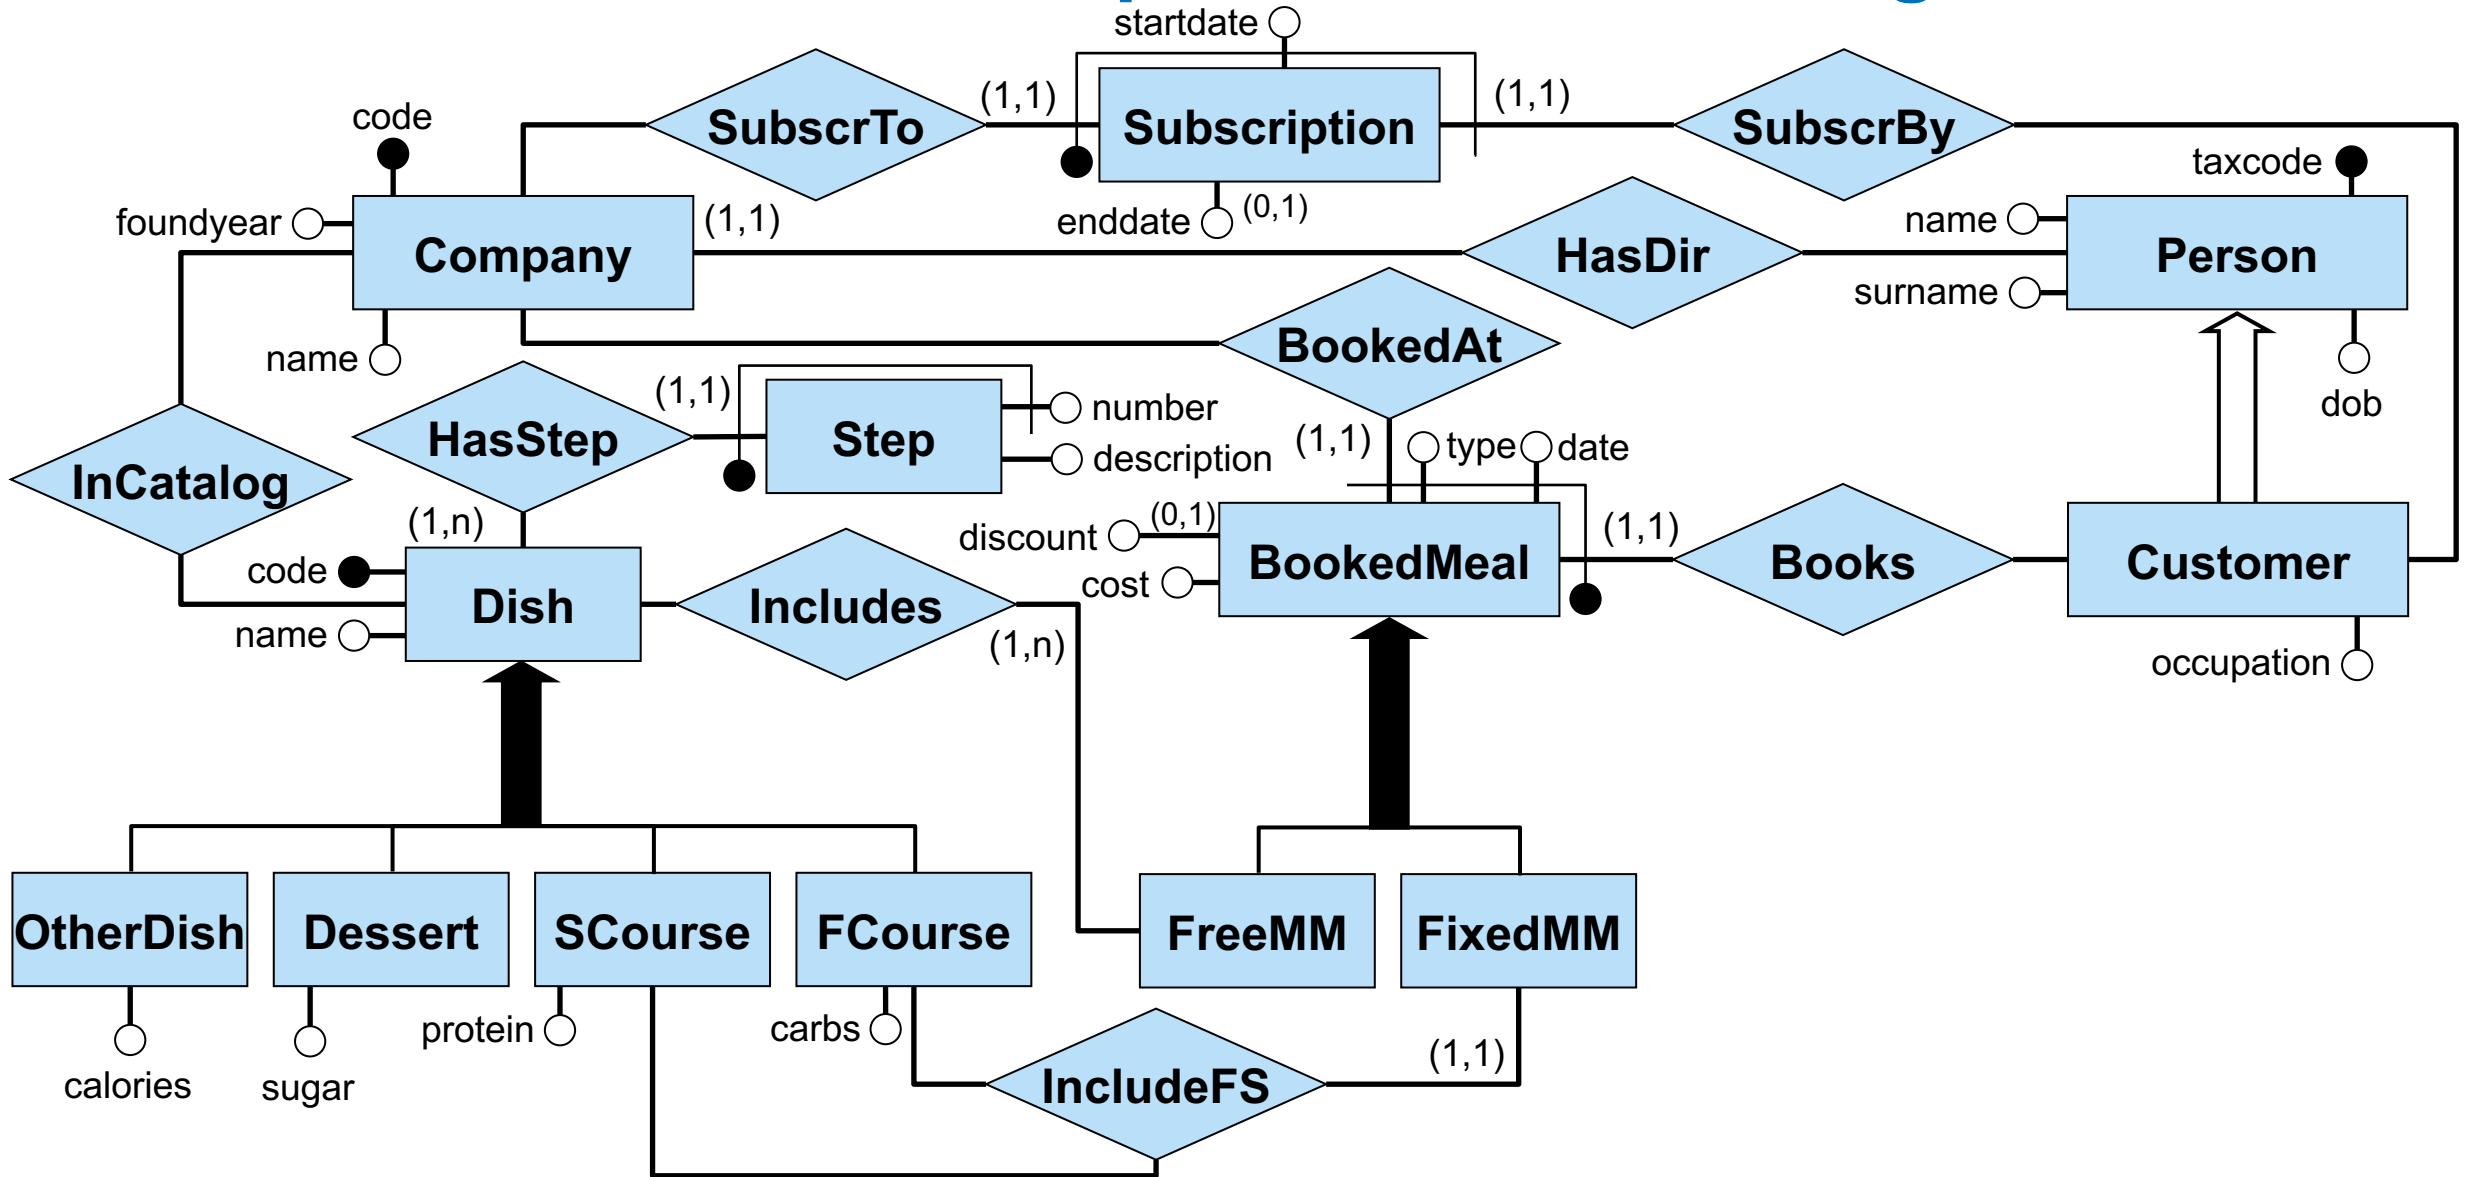 startdate
(1,1)
(1,1)
code
SubscrTo
Subscription
SubscrBy
taxcode
foundyear
(1,1)
enddate
(0,1)
name
Company
HasDir
Person
surname
name
BookedAt
dob
(1,1)
number
HasStep
Step
(1,1)
type
date
description
InCatalog
(1,n)
discount
(0,1)
(1,1)
code
cost
BookedMeal
Books
Customer
Dish
Includes
name
(1,n)
occupation
OtherDish
Dessert
SCourse
FCourse
FreeMM
FixedMM
protein
carbs
(1,1)
calories
sugar
IncludeFS